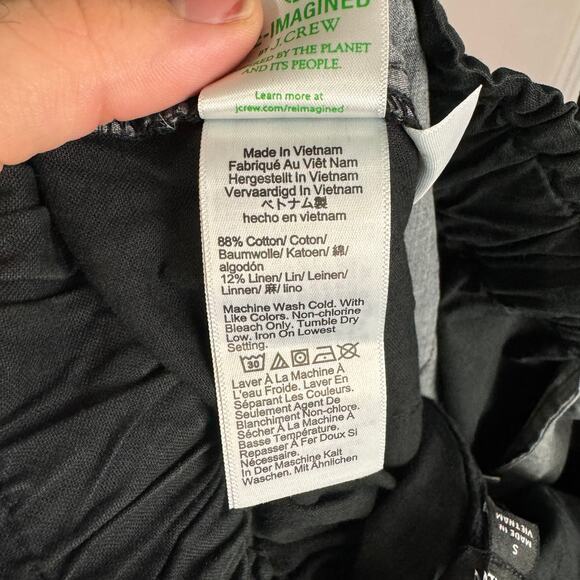 -IMAGINED
BY J.CREW
BY THE PLANET
AND ITS PEOPLE.
Learn more at
jcrew.com/reimagined
Made In Vietnam
Fabriqué Au Viêt Nam
Hergestellt In Vietnam
Vervaardigd In Vietnam
ベトナム製
hecho en vietnam
88% Cotton/ Coton/
Baumwolle/ Katoen/ 綿/
algodón
12% Linen/ Lin/ Leinen/
Linnen/ 麻/ lino
Machine Wash Cold. With
Like Colors. Non-chlorine
Bleach Only. Tumble Dry
Low. Iron On Lowest
Setting.
30
Laver À La Machine À
L'eau Froide. Laver En
Séparant Les Couleurs.
Seulement Agent De
Blanchiment Non-chlore.
Sécher À La Machine À
Basse Température.
Repasser À Fer Doux Si
Nécessaire.
In Der Maschine Kalt
Waschen. Mit Ähnlichen
S
MADE IN
VIETNAM